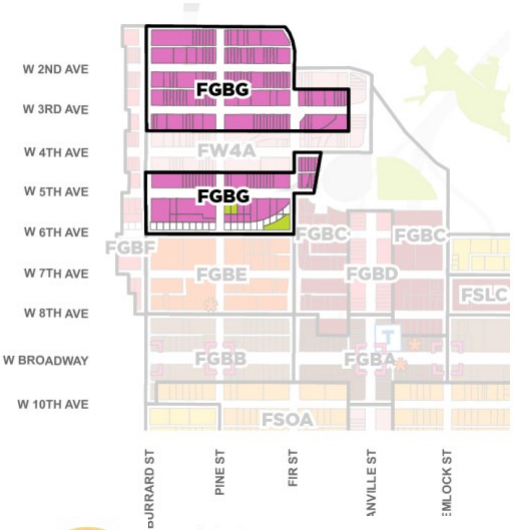 W 2ND AVE
FGBG
W 3RD AVE
W 4TH AVE
FW4A
W 5TH AVE
FGBG
W 6TH AVE
FGBF
FGBC
FGBC
W 7TH AVE
FGBE
FGBD
FSLC
W 8TH AVE
T
W BROADWAY
FGBB
FGBA
W 10TH AVE
FSOA
BURRARD ST
PINE ST
FIR ST
ANVILLE ST
EMLOCK ST